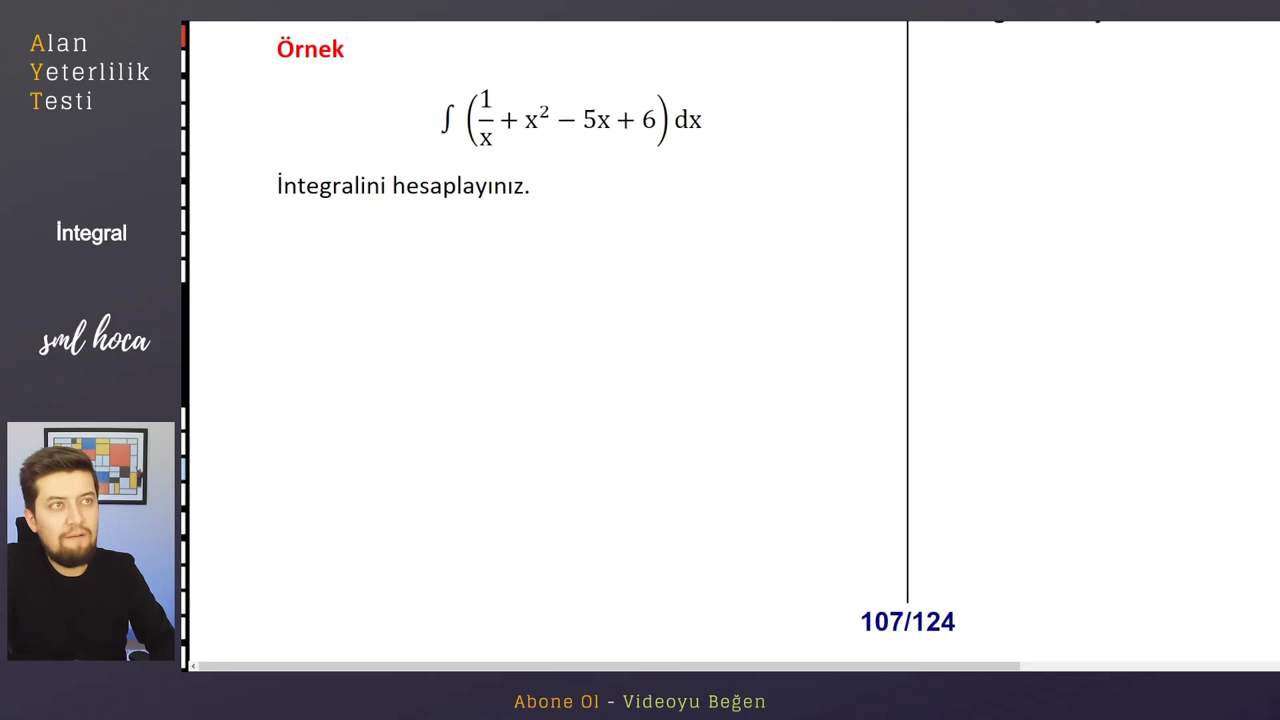 Alan
Yeterlilik
Testi
İntegral
sml hoca
Örnek
∫ (1/x + x² − 5x + 6) dx
İntegralini hesaplayınız.
107/124
Abone Ol - Videoyu Beğen